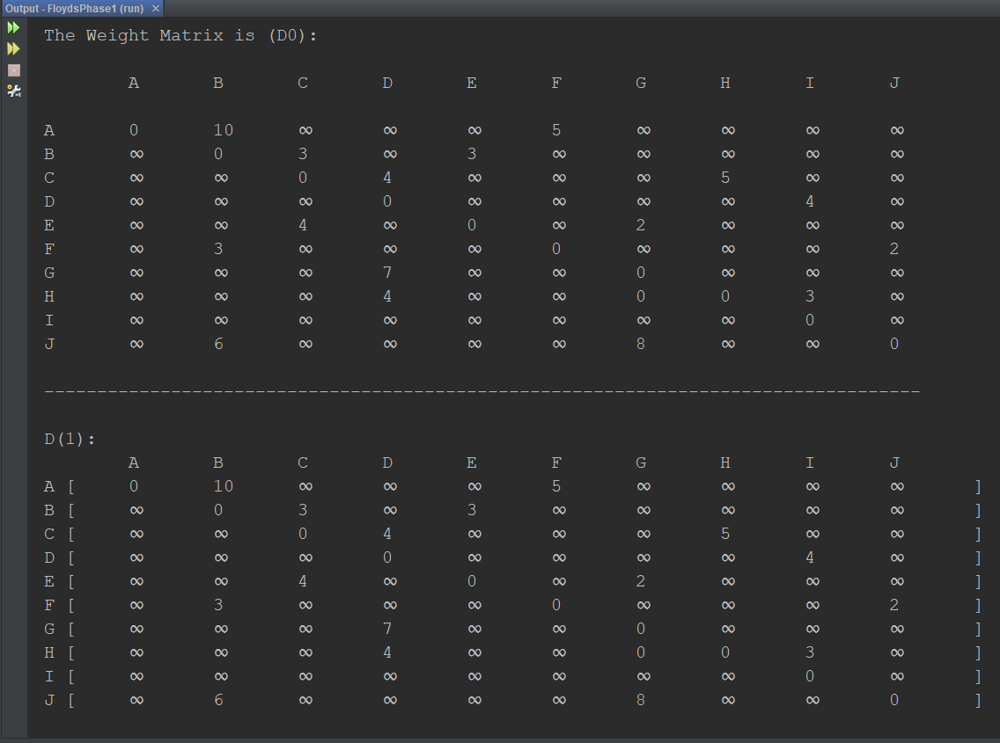 Output - FloydsPhase1 (run) ×
The Weight Matrix is (D0):
A B C D E F G H I J
A 0 10 ∞ ∞ ∞ 5 ∞ ∞ ∞ ∞
B ∞ 0 3 ∞ 3 ∞ ∞ ∞ ∞ ∞
C ∞ ∞ 0 4 ∞ ∞ ∞ 5 ∞ ∞
D ∞ ∞ ∞ 0 ∞ ∞ ∞ ∞ 4 ∞
E ∞ ∞ 4 ∞ 0 ∞ 2 ∞ ∞ ∞
F ∞ 3 ∞ ∞ ∞ 0 ∞ ∞ ∞ 2
G ∞ ∞ ∞ 7 ∞ ∞ 0 ∞ ∞ ∞
H ∞ ∞ ∞ 4 ∞ ∞ 0 0 3 ∞
I ∞ ∞ ∞ ∞ ∞ ∞ ∞ ∞ 0 ∞
J ∞ 6 ∞ ∞ ∞ ∞ 8 ∞ ∞ 0
-----------------------------------------------------------------------------------
D(1):
A B C D E F G H I J
A [ 0 10 ∞ ∞ ∞ 5 ∞ ∞ ∞ ∞ ]
B [ ∞ 0 3 ∞ 3 ∞ ∞ ∞ ∞ ∞ ]
C [ ∞ ∞ 0 4 ∞ ∞ ∞ 5 ∞ ∞ ]
D [ ∞ ∞ ∞ 0 ∞ ∞ ∞ ∞ 4 ∞ ]
E [ ∞ ∞ 4 ∞ 0 ∞ 2 ∞ ∞ ∞ ]
F [ ∞ 3 ∞ ∞ ∞ 0 ∞ ∞ ∞ 2 ]
G [ ∞ ∞ ∞ 7 ∞ ∞ 0 ∞ ∞ ∞ ]
H [ ∞ ∞ ∞ 4 ∞ ∞ 0 0 3 ∞ ]
I [ ∞ ∞ ∞ ∞ ∞ ∞ ∞ ∞ 0 ∞ ]
J [ ∞ 6 ∞ ∞ ∞ ∞ 8 ∞ ∞ 0 ]